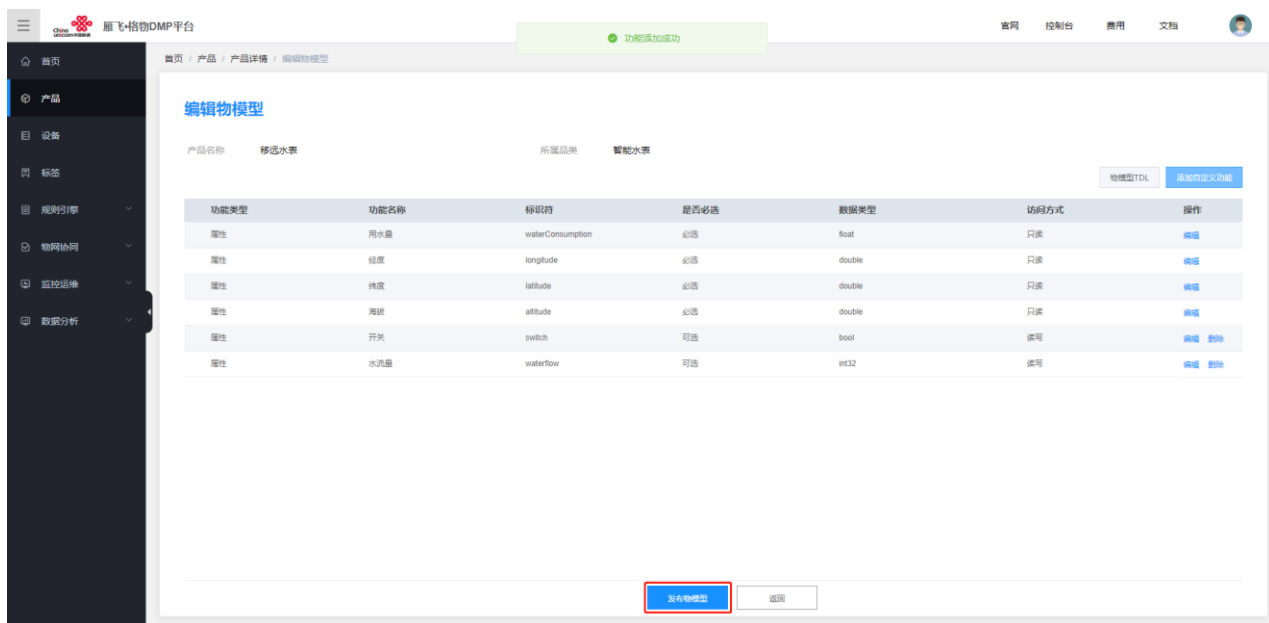 China unicom中国联通 雁飞•格物DMP平台 功能添加成功 官网 控制台 费用 文档
首页 首页 / 产品 / 产品详情 / 编辑物模型
产品
设备
标签
规则引擎
物网协同
监控运维
数据分析
编辑物模型
产品名称 移远水表 所属品类 智能水表
物模型TDL 添加自定义功能
功能类型 功能名称 标识符 是否必选 数据类型 访问方式 操作
属性 用水量 waterConsumption 必选 float 只读 编辑
属性 经度 longitude 必选 double 只读 编辑
属性 纬度 latitude 必选 double 只读 编辑
属性 海拔 altitude 必选 double 只读 编辑
属性 开关 switch 可选 bool 读写 编辑 删除
属性 水流量 waterflow 可选 int32 读写 编辑 删除
发布物模型 返回